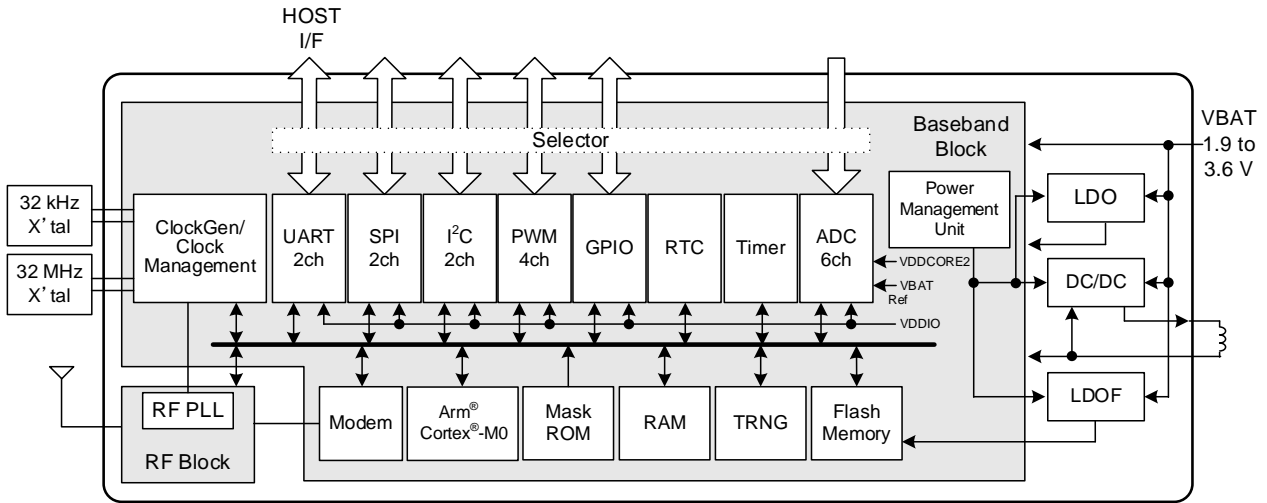 HOST
I/F
Selector
Baseband
Block
VBAT
1.9 to
3.6 V
32 kHz
X'tal
32 MHz
X'tal
ClockGen/
Clock
Management
UART
2ch
SPI
2ch
I²C
2ch
PWM
4ch
GPIO
RTC
Timer
ADC
6ch
Power
Management
Unit
LDO
DC/DC
LDOF
VDDCORE2
VBAT
Ref
VDDIO
RF PLL
RF Block
Modem
Arm®
Cortex®-M0
Mask
ROM
RAM
TRNG
Flash
Memory